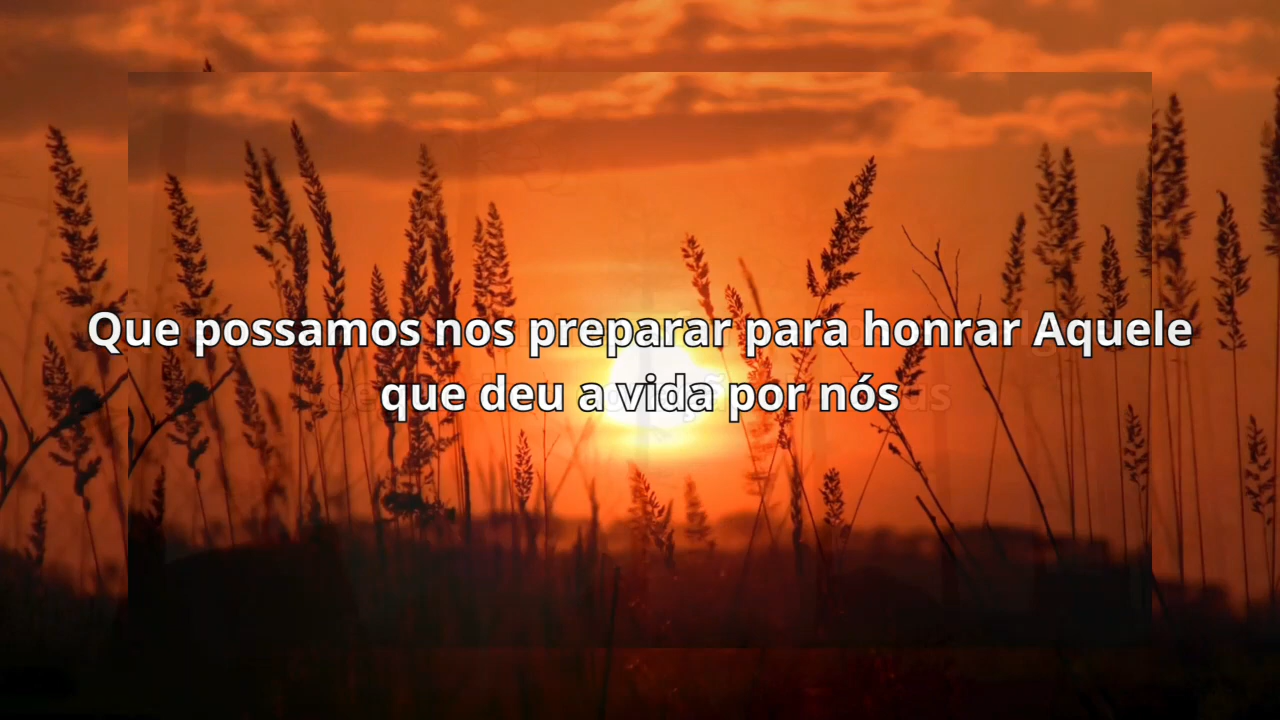 Que possamos nos preparar para honrar Aquele
que deu a vida por nós